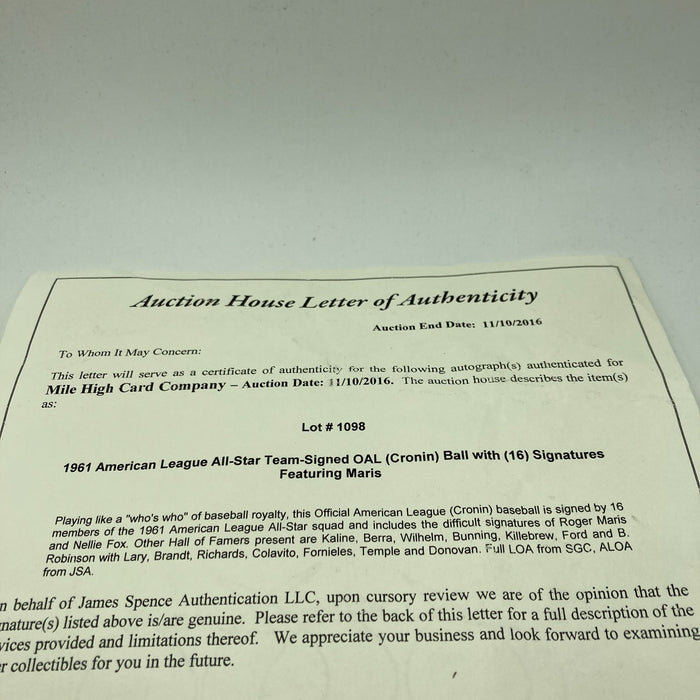 Auction House Letter of Authenticity
Auction End Date: 11/10/2016
To Whom It May Concern:
This letter will serve as a certificate of authenticity for the following autograph(s) authenticated for
Mile High Card Company – Auction Date: 11/10/2016. The auction house describes the item(s)
as:
Lot # 1098
1961 American League All-Star Team-Signed OAL (Cronin) Ball with (16) Signatures
Featuring Maris
Playing like a "who's who" of baseball royalty, this Official American League (Cronin) baseball is signed by 16
members of the 1961 American League All-Star squad and includes the difficult signatures of Roger Maris
and Nellie Fox. Other Hall of Famers present are Kaline, Berra, Wilhelm, Bunning, Killebrew, Ford and B.
Robinson with Lary, Brandt, Richards, Colavito, Fornieles, Temple and Donovan. Full LOA from SGC, ALOA
from JSA.
n behalf of James Spence Authentication LLC, upon cursory review we are of the opinion that the
nature(s) listed above is/are genuine. Please refer to the back of this letter for a full description of the
vices provided and limitations thereof. We appreciate your business and look forward to examining
r collectibles for you in the future.